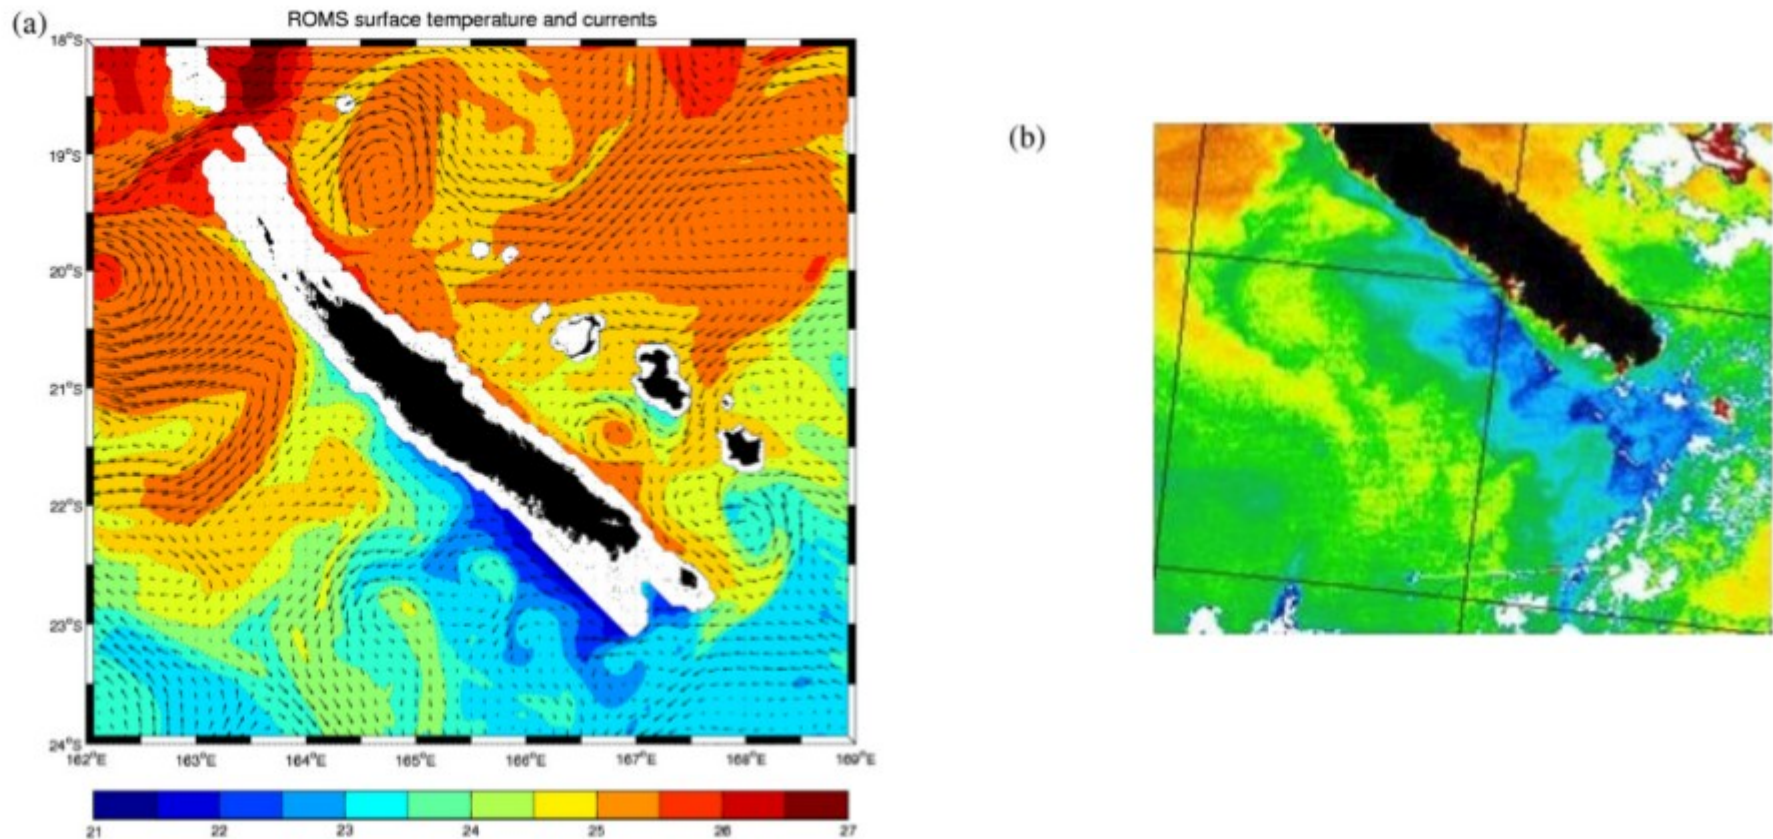 (a)
ROMS surface temperature and currents
18°S
19°S
20°S
21°S
22°S
23°S
24°S
162°E 163°E 164°E 165°E 166°E 167°E 168°E 169°E
21 22 23 24 25 26 27
(b)